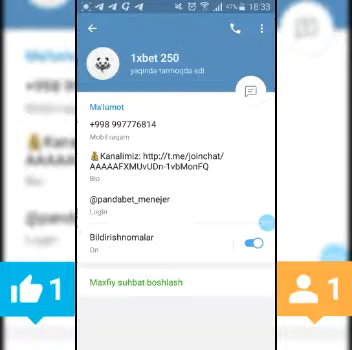 47% 18:33
1xbet 250
yaqinda tarmoqda edi
Ma'lumot
+998 997776814
Mobil raqam
💰Kanalimiz: http://t.me/joinchat/
AAAAAFXMUvUDn-1vbMonFQ
Bio
@pandabet_menejer
Login
Bildirishnomalar
On
Maxfiy suhbat boshlash
1
1